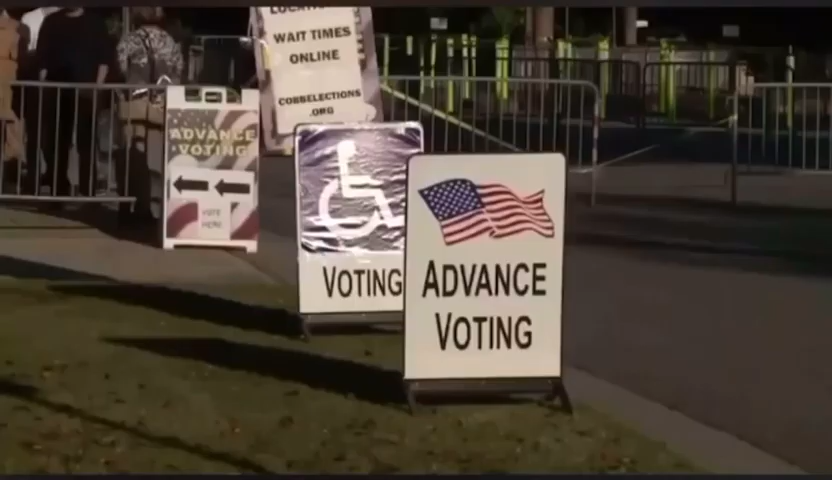 WAIT TIMES
ONLINE
COBBELECTIONS
.ORG
ADVANCE
VOTING
VOTE
HERE
VOTING
ADVANCE
VOTING